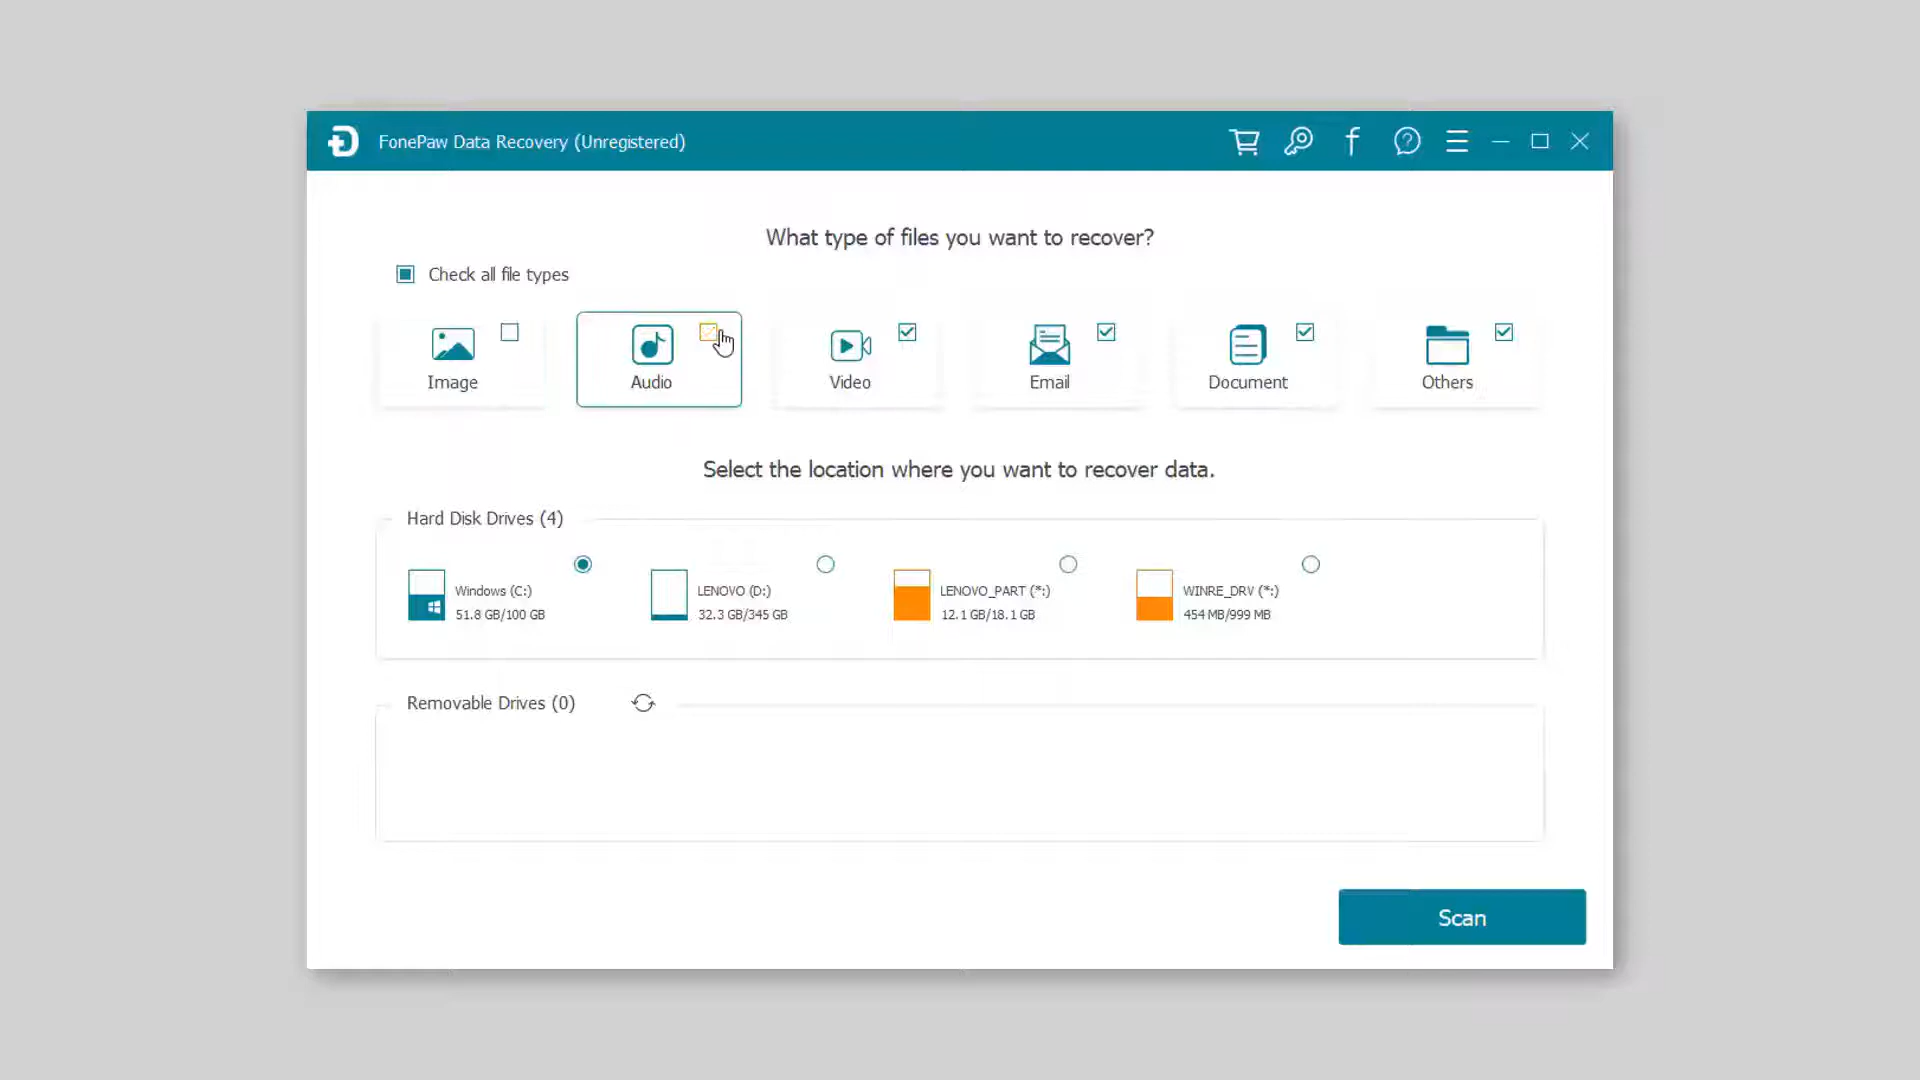 FonePaw Data Recovery (Unregistered)
What type of files you want to recover?
Check all file types
Image
Audio
Video
Email
Document
Others
Select the location where you want to recover data.
Hard Disk Drives (4)
Windows (C:)
51.8 GB/100 GB
LENOVO (D:)
32.3 GB/345 GB
LENOVO_PART (*:)
12.1 GB/18.1 GB
WINRE_DRV (*:)
454 MB/999 MB
Removable Drives (0)
Scan